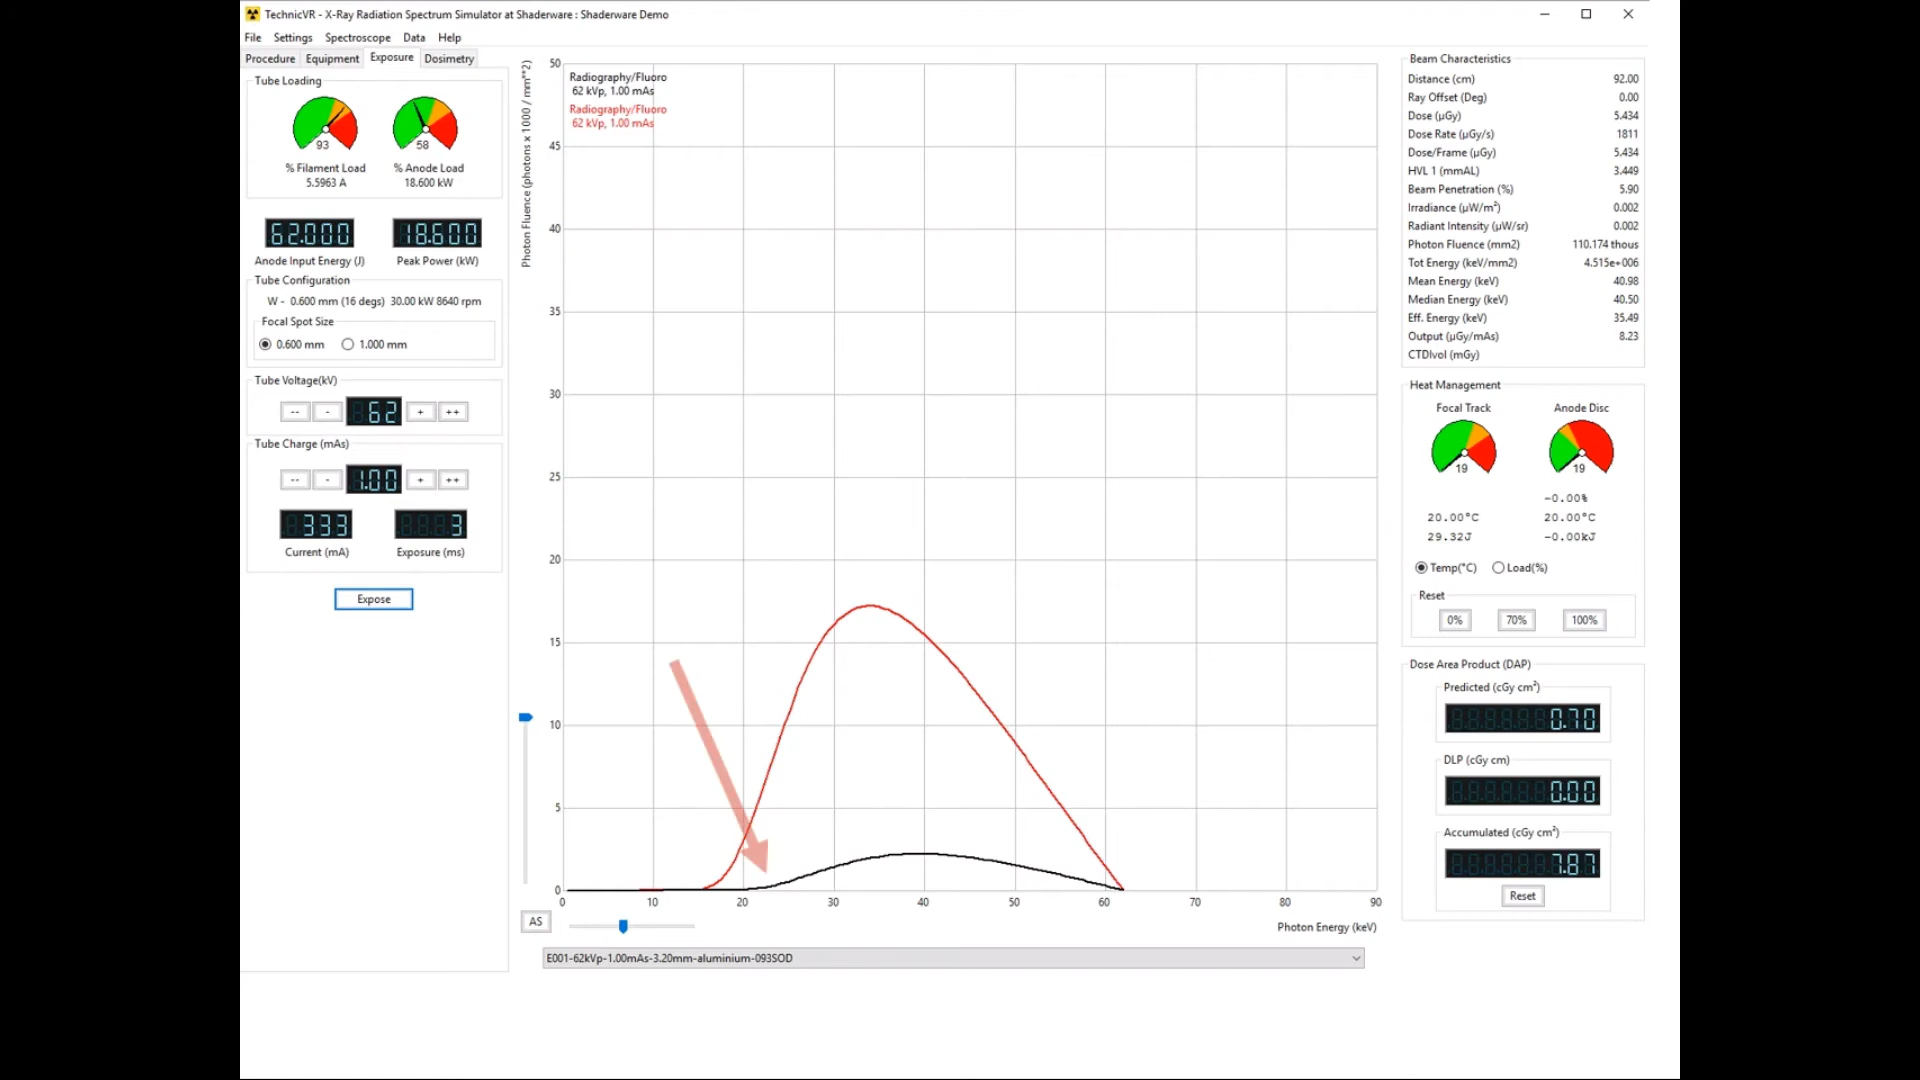 TechnicVR - X-Ray Radiation Spectrum Simulator at Shaderware : Shaderware Demo
File Settings Spectroscope Data Help
Procedure Equipment Exposure Dosimetry
Tube Loading
93 58
% Filament Load % Anode Load
5.5963 A 18.600 kW
62.000 18.600
Anode Input Energy (J) Peak Power (kW)
Tube Configuration
W - 0.600 mm (16 degs) 30.00 kW 8640 rpm
Focal Spot Size
0.600 mm 1.000 mm
Tube Voltage(kV)
-- - 62 + ++
Tube Charge (mAs)
-- - 1.00 + ++
333 3
Current (mA) Exposure (ms)
Expose
Photon Fluence (photons x 1000 / mm**2)
50
45
40
35
30
25
20
15
10
5
0
Radiography/Fluoro
62 kVp, 1.00 mAs
Radiography/Fluoro
62 kVp, 1.00 mAs
0 10 20 30 40 50 60 70 80 90
AS
Photon Energy (keV)
E001-62kVp-1.00mAs-3.20mm-aluminium-093SOD
Beam Characteristics
Distance (cm) 92.00
Ray Offset (Deg) 0.00
Dose (µGy) 5.434
Dose Rate (µGy/s) 1811
Dose/Frame (µGy) 5.434
HVL 1 (mmAL) 3.449
Beam Penetration (%) 5.90
Irradiance (µW/m²) 0.002
Radiant Intensity (µW/sr) 0.002
Photon Fluence (mm2) 110.174 thous
Tot Energy (keV/mm2) 4.515e+006
Mean Energy (keV) 40.98
Median Energy (keV) 40.50
Eff. Energy (keV) 35.49
Output (µGy/mAs) 8.23
CTDIvol (mGy)
Heat Management
Focal Track Anode Disc
19 19
-0.00%
20.00°C 20.00°C
29.32J -0.00kJ
Temp(°C) Load(%)
Reset
0% 70% 100%
Dose Area Product (DAP)
Predicted (cGy cm²)
0.70
DLP (cGy cm)
0.00
Accumulated (cGy cm²)
7.87
Reset